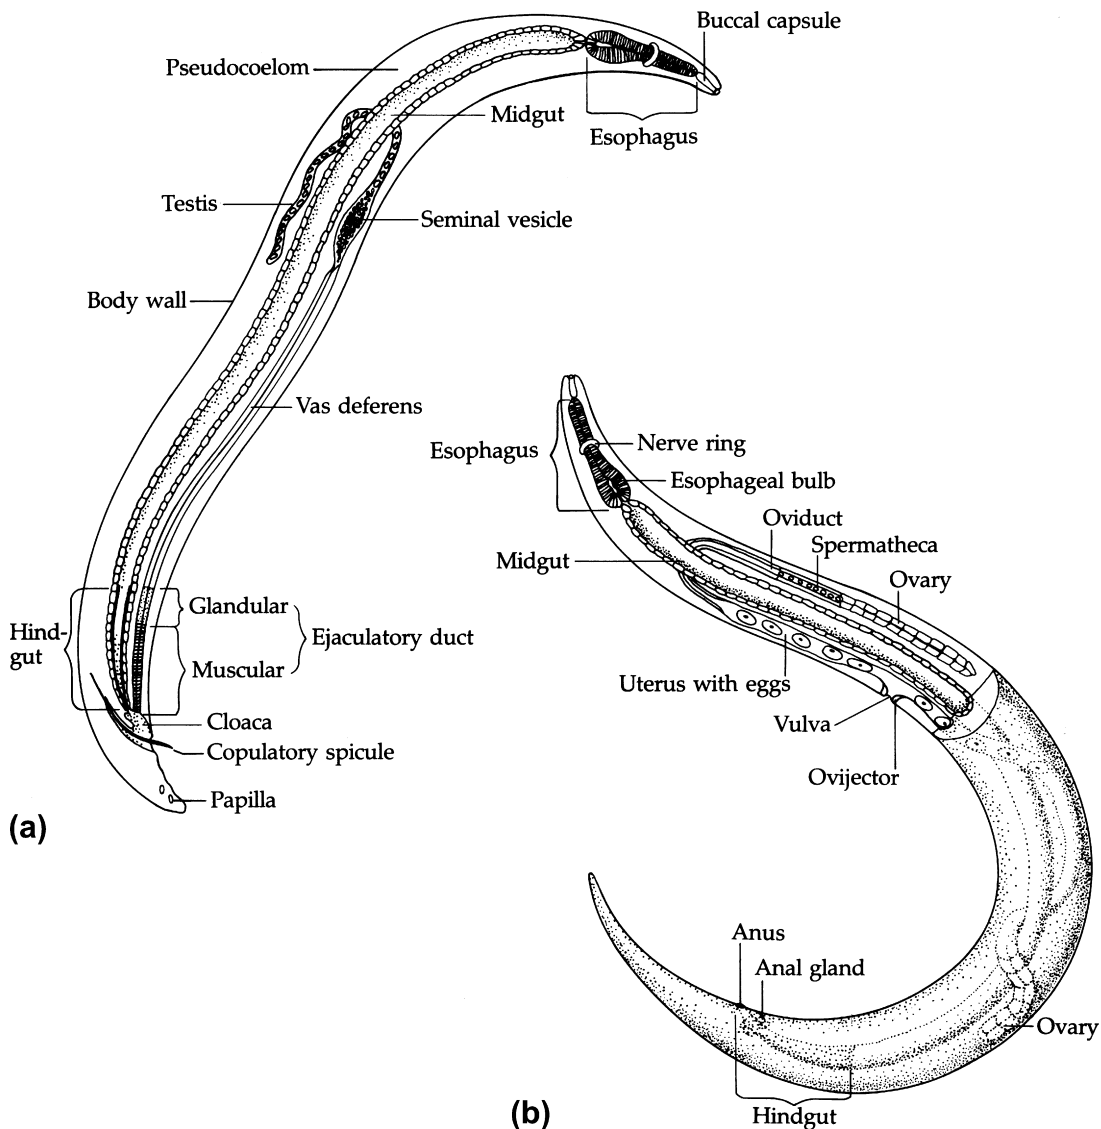 Buccal capsule
Pseudocoelom
Midgut
Esophagus
Testis
Seminal vesicle
Body wall
Vas deferens
Glandular
Ejaculatory duct
Hind-
gut
Muscular
Cloaca
Copulatory spicule
Papilla
(a)
Esophagus
Nerve ring
Esophageal bulb
Oviduct
Spermatheca
Midgut
Ovary
Uterus with eggs
Vulva
Ovijector
Anus
Anal gland
Ovary
Hindgut
(b)